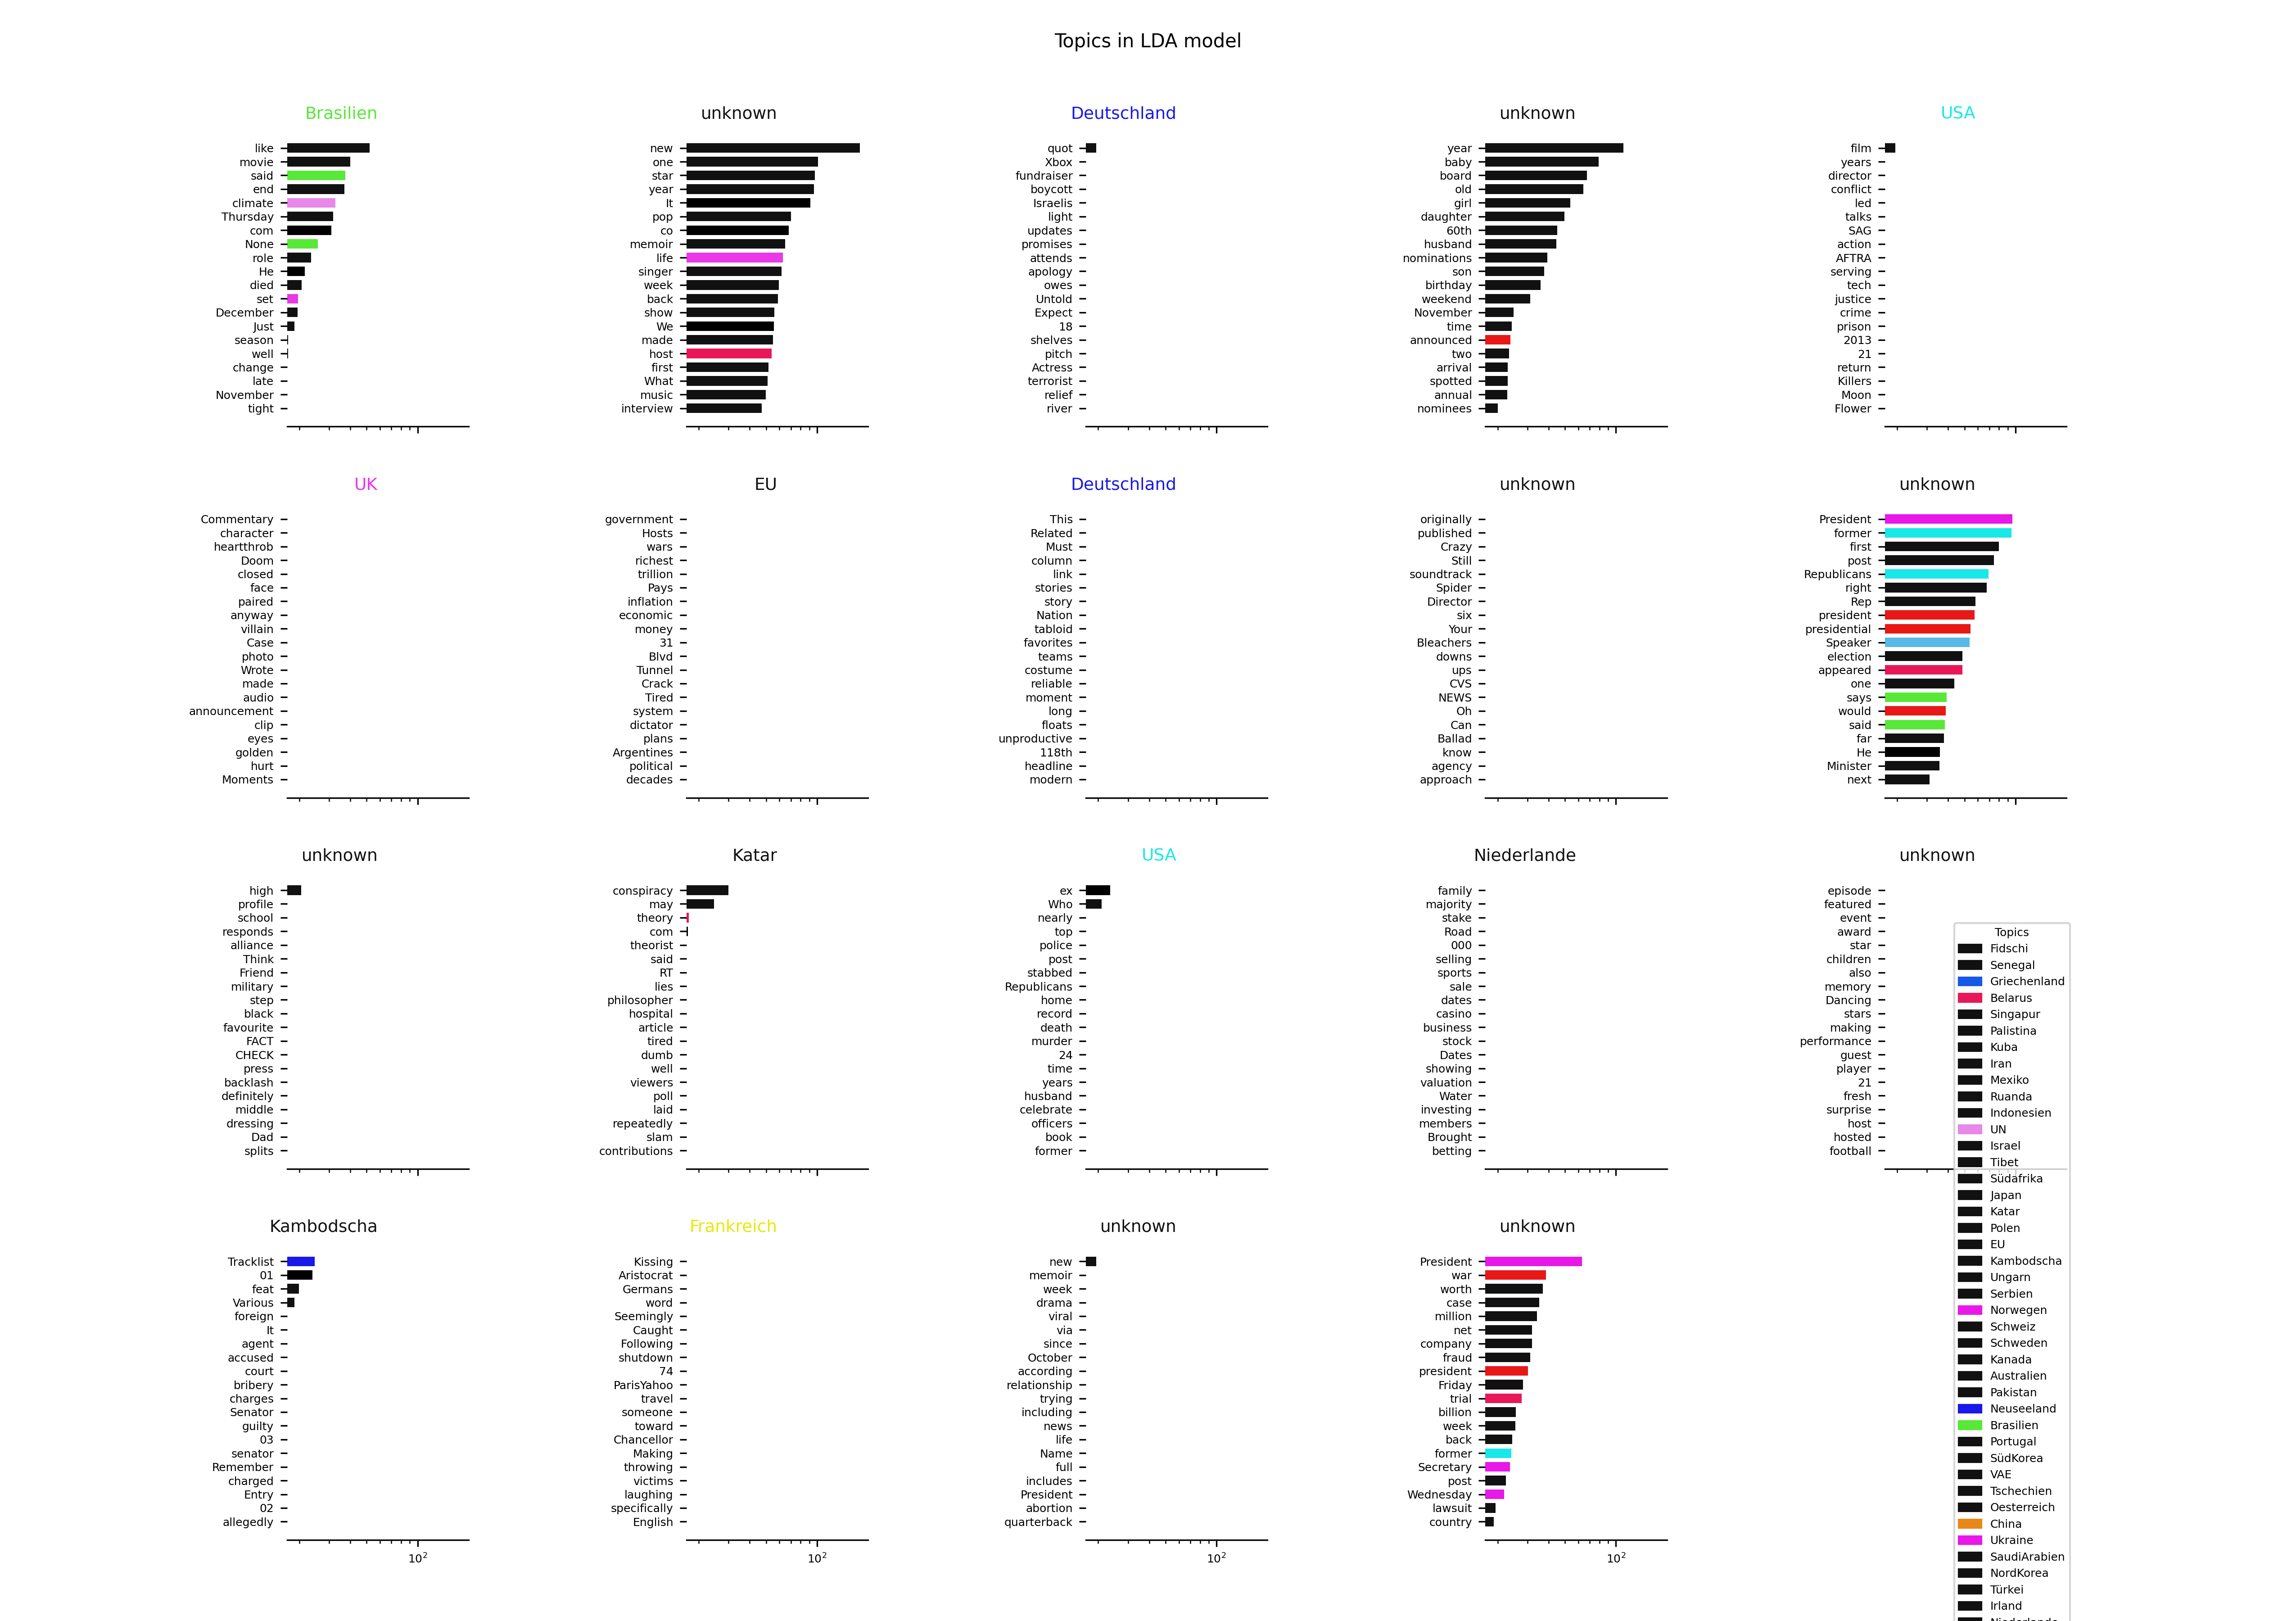 Topics in LDA model
Brasilien
like
movie
said
end
climate
Thursday
com
None
role
He
died
set
December
Just
season
well
change
late
November
tight
unknown
new
one
star
year
It
pop
co
memoir
life
singer
week
back
show
We
made
host
first
What
music
interview
Deutschland
quot
Xbox
fundraiser
boycott
Israelis
light
updates
promises
attends
apology
owes
Untold
Expect
18
shelves
pitch
Actress
terrorist
relief
river
unknown
year
baby
board
old
girl
daughter
60th
husband
nominations
son
birthday
weekend
November
time
announced
two
arrival
spotted
annual
nominees
USA
film
years
director
conflict
led
talks
SAG
action
AFTRA
serving
tech
justice
crime
prison
2013
21
return
Killers
Moon
Flower
UK
Commentary
character
heartthrob
Doom
closed
face
paired
anyway
villain
Case
photo
Wrote
made
audio
announcement
clip
eyes
golden
hurt
Moments
EU
government
Hosts
wars
richest
trillion
Pays
inflation
economic
money
31
Blvd
Tunnel
Crack
Tired
system
dictator
plans
Argentines
political
decades
Deutschland
This
Related
Must
column
link
stories
story
Nation
tabloid
favorites
teams
costume
reliable
moment
long
floats
unproductive
118th
headline
modern
unknown
originally
published
Crazy
Still
soundtrack
Spider
Director
six
Your
Bleachers
downs
ups
CVS
NEWS
Oh
Can
Ballad
know
agency
approach
unknown
President
former
first
post
Republicans
right
Rep
president
presidential
Speaker
election
appeared
one
says
would
said
far
He
Minister
next
unknown
high
profile
school
responds
alliance
Think
Friend
military
step
black
favourite
FACT
CHECK
press
backlash
definitely
middle
dressing
Dad
splits
Katar
conspiracy
may
theory
com
theorist
said
RT
lies
philosopher
hospital
article
tired
dumb
well
viewers
poll
laid
repeatedly
slam
contributions
USA
ex
Who
nearly
top
police
post
stabbed
Republicans
home
record
death
murder
24
time
years
husband
celebrate
officers
book
former
Niederlande
family
majority
stake
Road
000
selling
sports
sale
dates
casino
business
stock
Dates
showing
valuation
Water
investing
members
Brought
betting
unknown
episode
featured
event
award
star
children
also
memory
Dancing
stars
making
performance
guest
player
21
fresh
surprise
host
hosted
football
Kambodscha
Tracklist
01
feat
Various
foreign
It
agent
accused
court
bribery
charges
Senator
guilty
03
senator
Remember
charged
Entry
02
allegedly
10²
Frankreich
Kissing
Aristocrat
Germans
word
Seemingly
Caught
Following
shutdown
74
ParisYahoo
travel
someone
toward
Chancellor
Making
throwing
victims
laughing
specifically
English
10²
unknown
new
memoir
week
drama
viral
via
since
October
according
relationship
trying
including
news
life
Name
full
includes
President
abortion
quarterback
10²
unknown
President
war
worth
case
million
net
company
fraud
president
Friday
trial
billion
week
back
former
Secretary
post
Wednesday
lawsuit
country
10²
Topics
Fidschi
Senegal
Griechenland
Belarus
Singapur
Palistina
Kuba
Iran
Mexiko
Ruanda
Indonesien
UN
Israel
Tibet
Südafrika
Japan
Katar
Polen
EU
Kambodscha
Ungarn
Serbien
Norwegen
Schweiz
Schweden
Kanada
Australien
Pakistan
Neuseeland
Brasilien
Portugal
SüdKorea
VAE
Tschechien
Oesterreich
China
Ukraine
SaudiArabien
NordKorea
Türkei
Irland